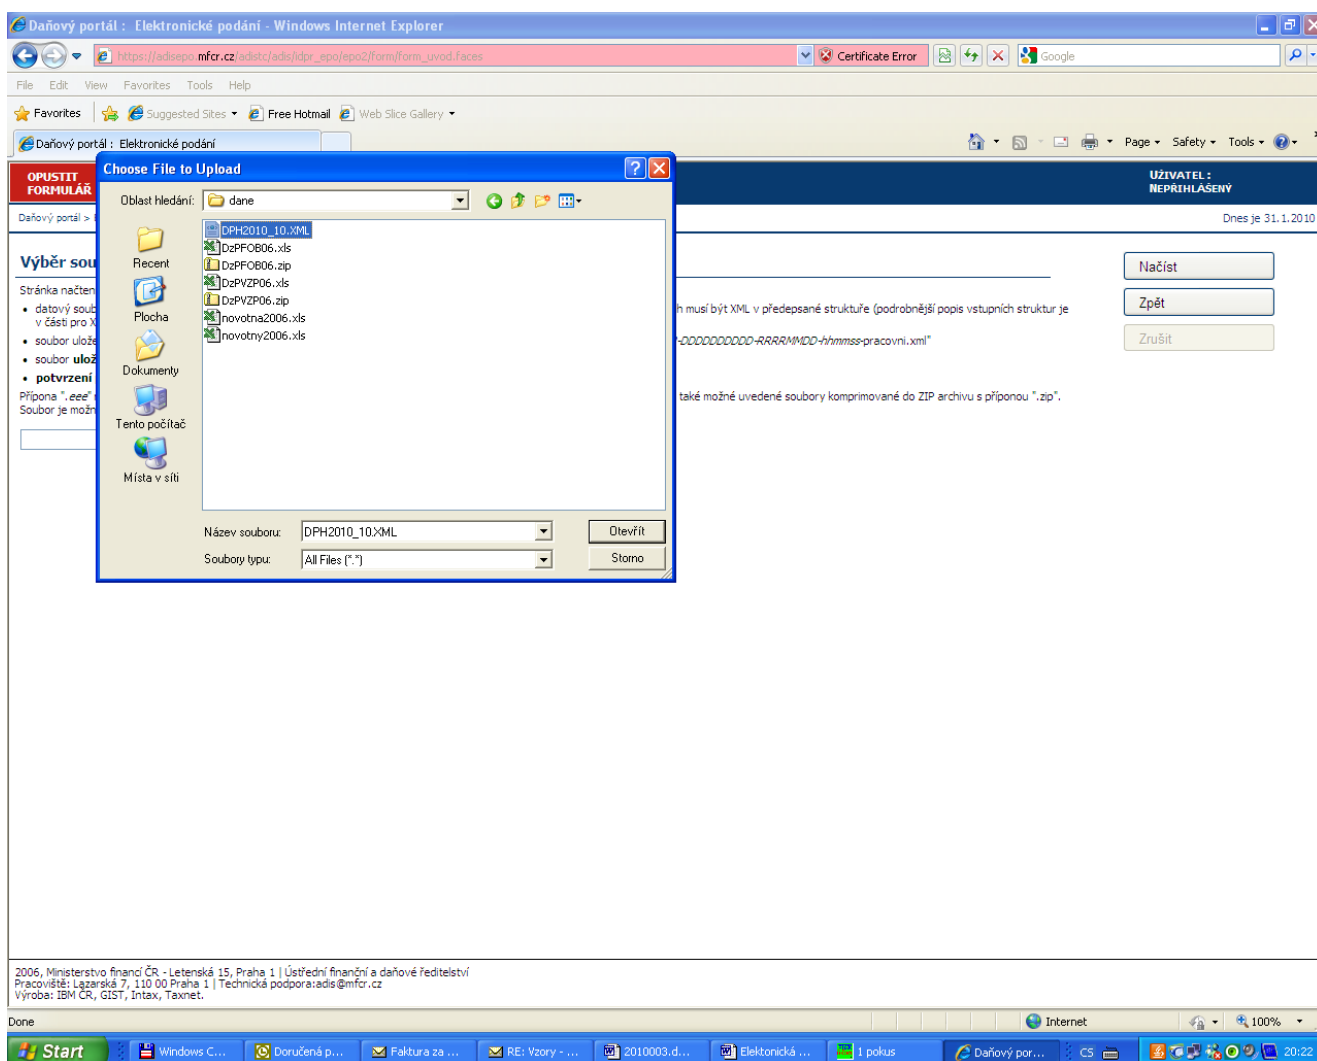 Daňový portál : Elektronické podání - Windows Internet Explorer
https://adisepo.mfcr.cz/adistc/adis/idpr_epo/epo2/form/form_uvod.faces
Certificate Error
Google
File Edit View Favorites Tools Help
Favorites Suggested Sites Free Hotmail Web Slice Gallery
Daňový portál : Elektronické podání
Page Safety Tools
OPUSTIT
FORMULÁŘ
UŽIVATEL :
NEPŘIHLÁŠENÝ
Daňový portál >
Dnes je 31.1.2010
Choose File to Upload
Oblast hledání: dane
Recent
Plocha
Dokumenty
Tento počítač
Místa v síti
DPH2010_10.XML
DzPFOB06.xls
DzPFOB06.zip
DzPVZP06.xls
DzPVZP06.zip
novotna2006.xls
novotny2006.xls
Název souboru: DPH2010_10.XML
Otevřít
Soubory typu: All Files (*.*)
Storno
Výběr sou
Stránka načten
datový soub
h musí být XML v předepsané struktuře (podrobnější popis vstupních struktur je
v části pro X
soubor ulože
-DDDDDDDDDD-RRRRMMDD-hhmmss-pracovni.xml"
soubor ulož
potvrzení
Přípona ".eee"
také možné uvedené soubory komprimované do ZIP archivu s příponou ".zip".
Soubor je možn
Načíst
Zpět
Zrušit
2006, Ministerstvo financí ČR - Letenská 15, Praha 1 | Ústřední finanční a daňové ředitelství
Pracoviště: Lazarská 7, 110 00 Praha 1 | Technická podpora:adis@mfcr.cz
Výroba: IBM ČR, GIST, Intax, Taxnet.
Done
Internet
100%
Start
Windows C...
Doručená p...
Faktura za ...
RE: Vzory - ...
2010003.d...
Elektonická ...
1 pokus
Daňový por...
CS
20:22